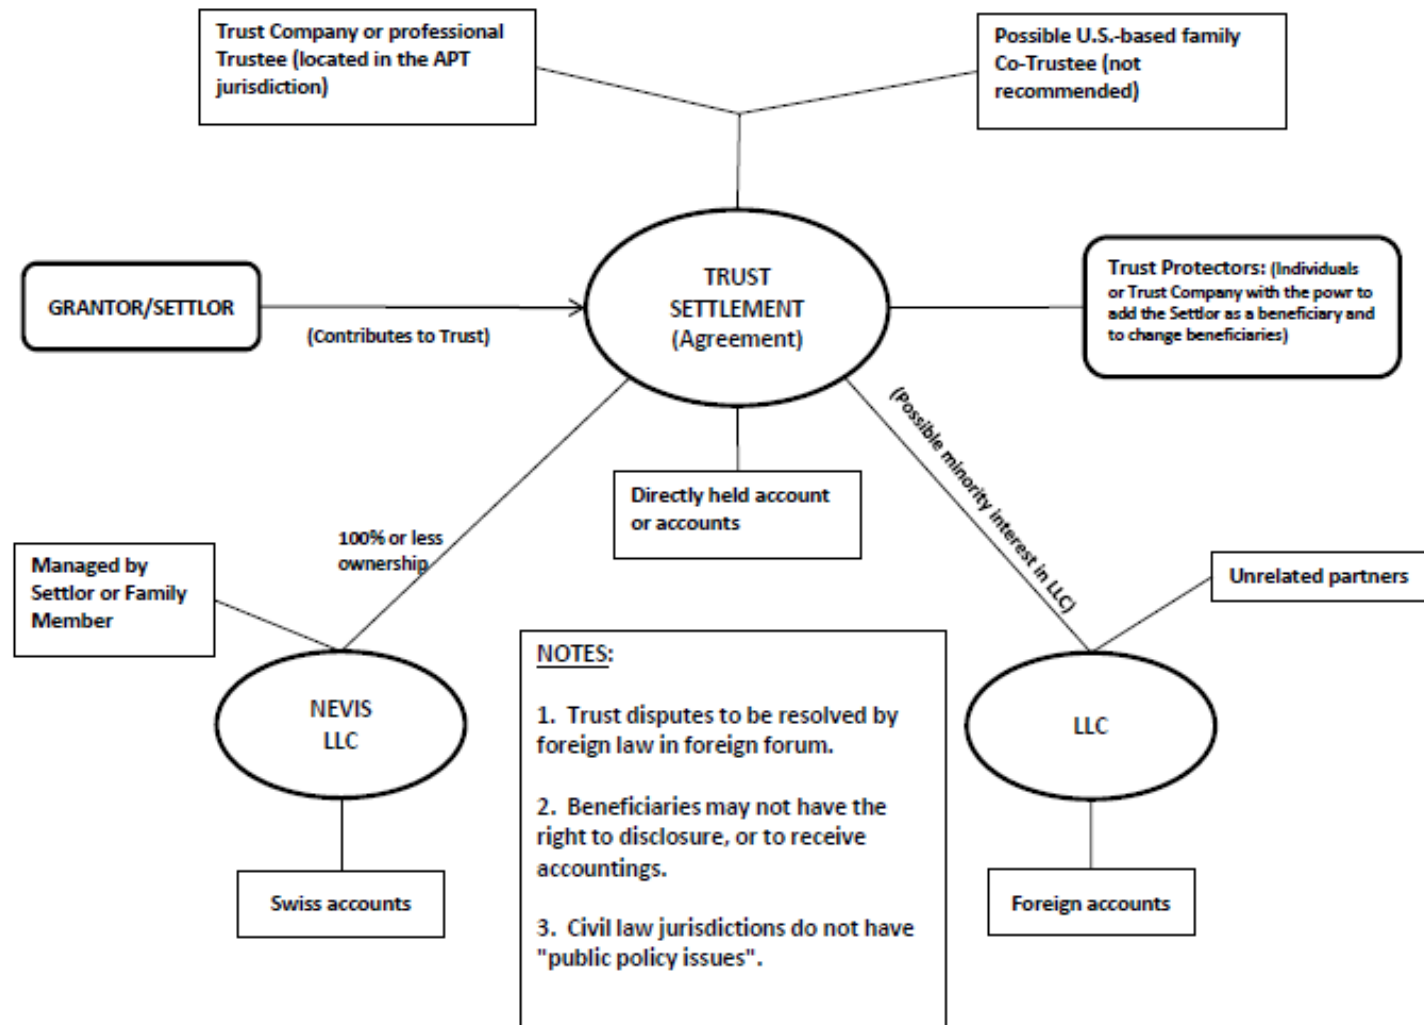 Trust Company or professional
Trustee (located in the APT
jurisdiction)
Possible U.S.-based family
Co-Trustee (not
recommended)
GRANTOR/SETTLOR
(Contributes to Trust)
TRUST
SETTLEMENT
(Agreement)
Trust Protectors: (Individuals
or Trust Company with the powr to
add the Settlor as a beneficiary and
to change beneficiaries)
100% or less
ownership
Directly held account
or accounts
(Possible minority interest in LLC)
Managed by
Settlor or Family
Member
Unrelated partners
NEVIS
LLC
NOTES:
1. Trust disputes to be resolved by
foreign law in foreign forum.
2. Beneficiaries may not have the
right to disclosure, or to receive
accountings.
3. Civil law jurisdictions do not have
"public policy issues".
LLC
Swiss accounts
Foreign accounts